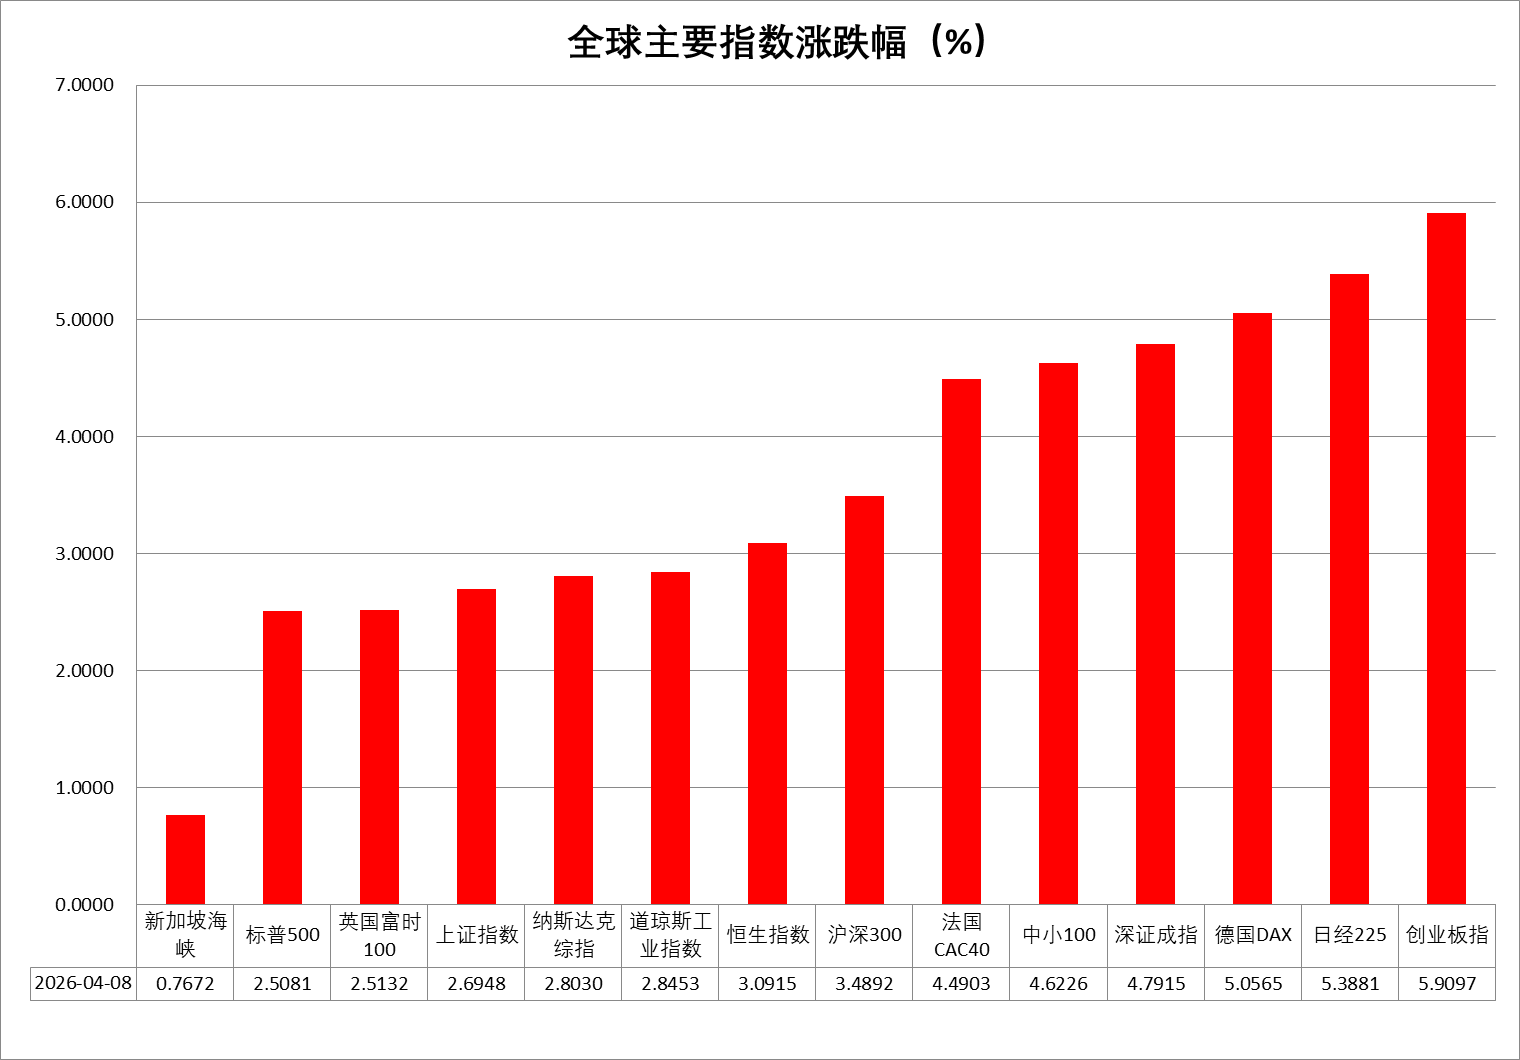 全球主要指数涨跌幅（%）
7.0000
6.0000
5.0000
4.0000
3.0000
2.0000
1.0000
0.0000
新加坡海
峡
标普500
英国富时
100
上证指数
纳斯达克
综指
道琼斯工
业指数
恒生指数
沪深300
法国
CAC40
中小100
深证成指
德国DAX
日经225
创业板指
2026-04-08 0.7672 2.5081 2.5132 2.6948 2.8030 2.8453 3.0915 3.4892 4.4903 4.6226 4.7915 5.0565 5.3881 5.9097